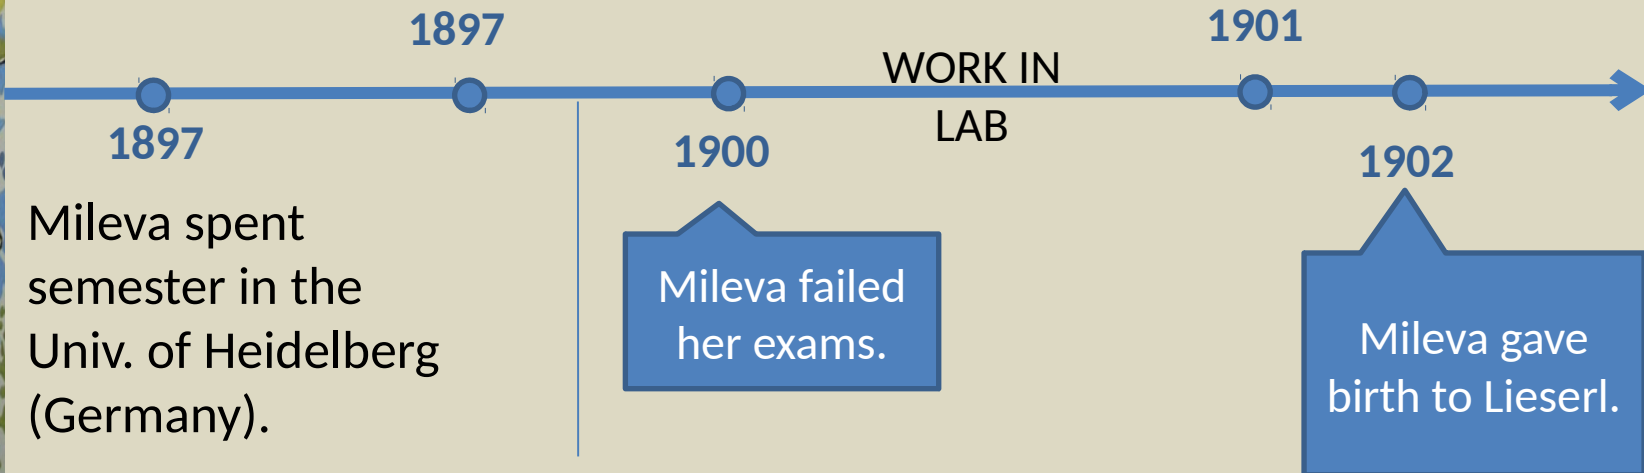 1897
1901
WORK IN
LAB
1897
1900
1902
Mileva spent
semester in the
Univ. of Heidelberg
(Germany).
Mileva failed
her exams.
Mileva gave
birth to Lieserl.